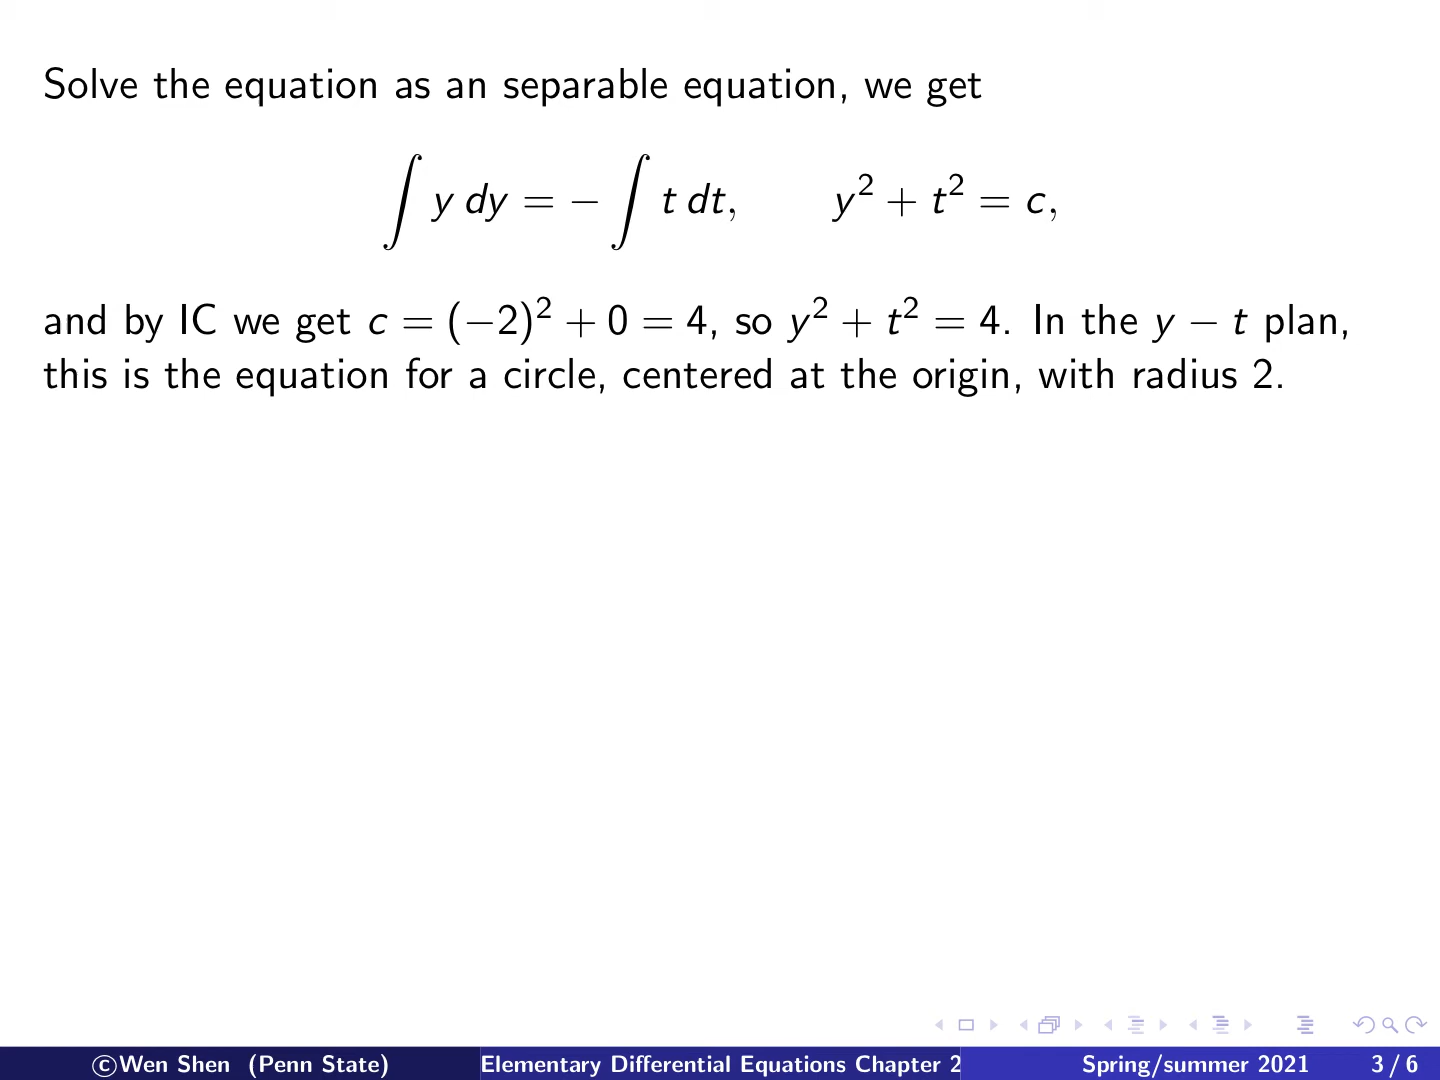 Solve the equation as an separable equation, we get
∫ y dy = − ∫ t dt,  y² + t² = c,
and by IC we get c = (−2)² + 0 = 4, so y² + t² = 4. In the y − t plan,
this is the equation for a circle, centered at the origin, with radius 2.
©Wen Shen (Penn State) Elementary Differential Equations Chapter 2 Spring/summer 2021 3 / 6